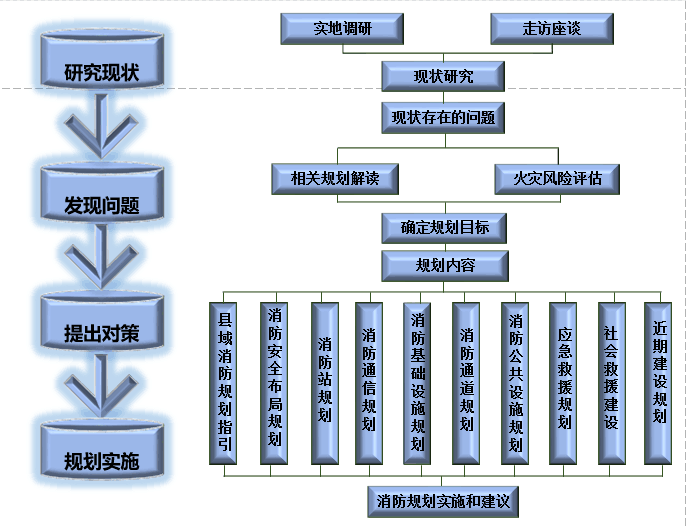 研究现状
发现问题
提出对策
规划实施
实地调研
走访座谈
现状研究
现状存在的问题
相关规划解读
火灾风险评估
确定规划目标
规划内容
县域消防规划指引
消防安全布局规划
消防站规划
消防通信规划
消防基础设施规划
消防通道规划
消防公共设施规划
应急救援规划
社会救援建设
近期建设规划
消防规划实施和建议